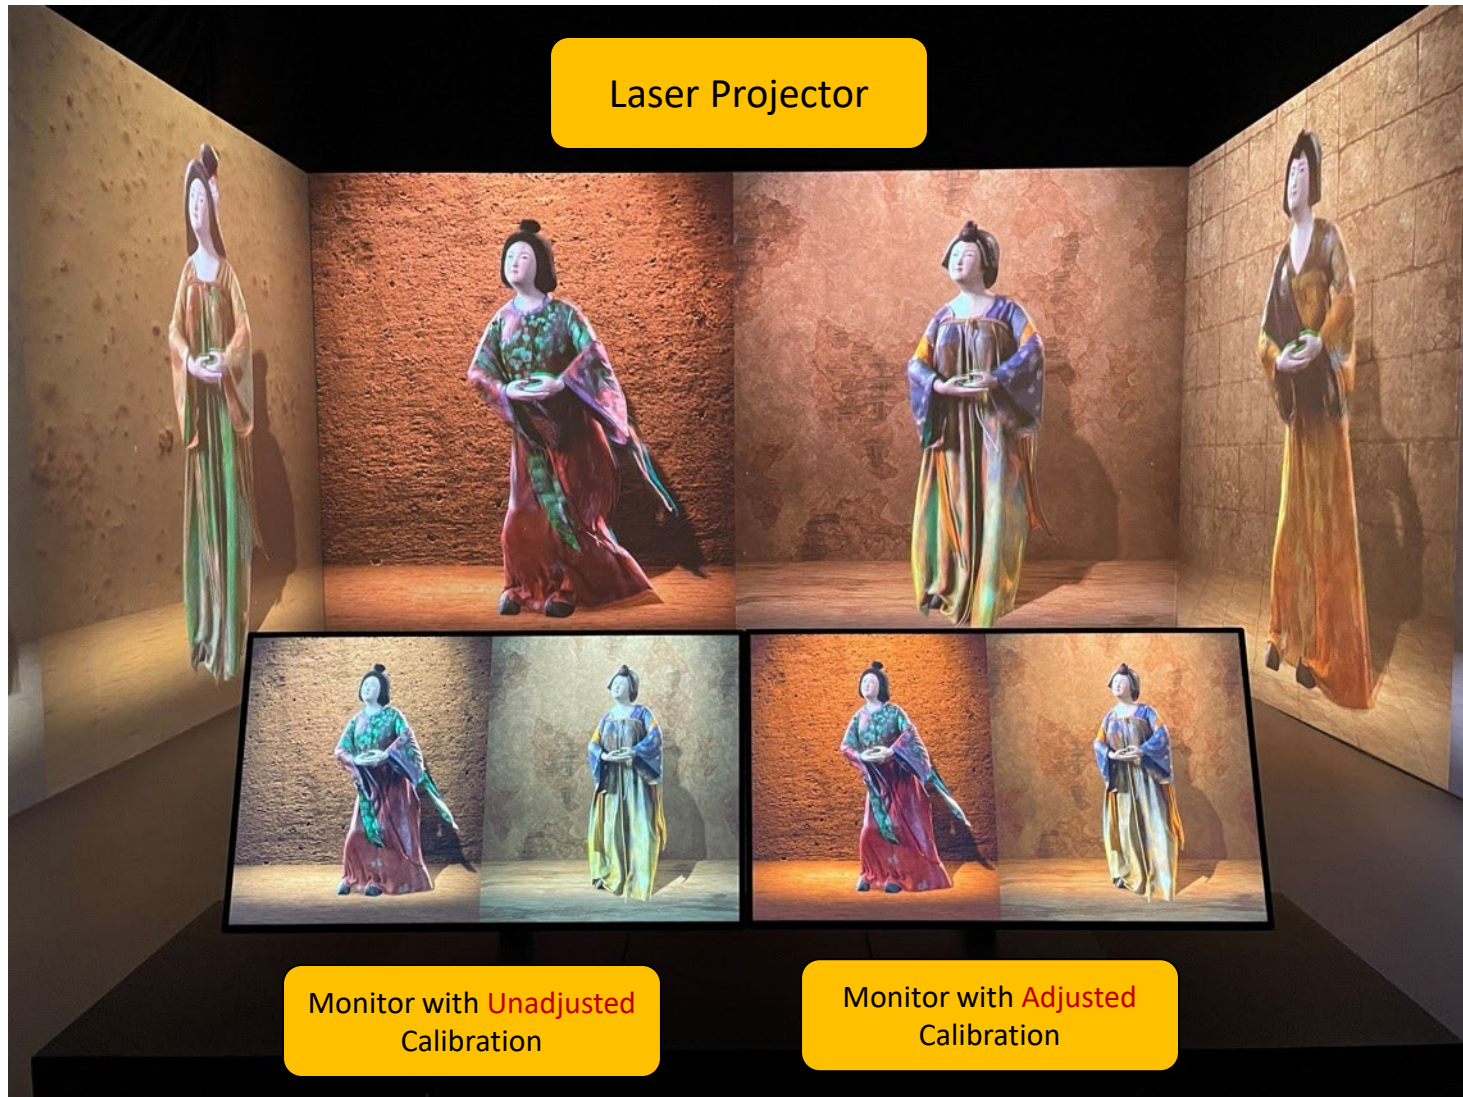 Laser Projector
Monitor with Unadjusted
Calibration
Monitor with Adjusted
Calibration